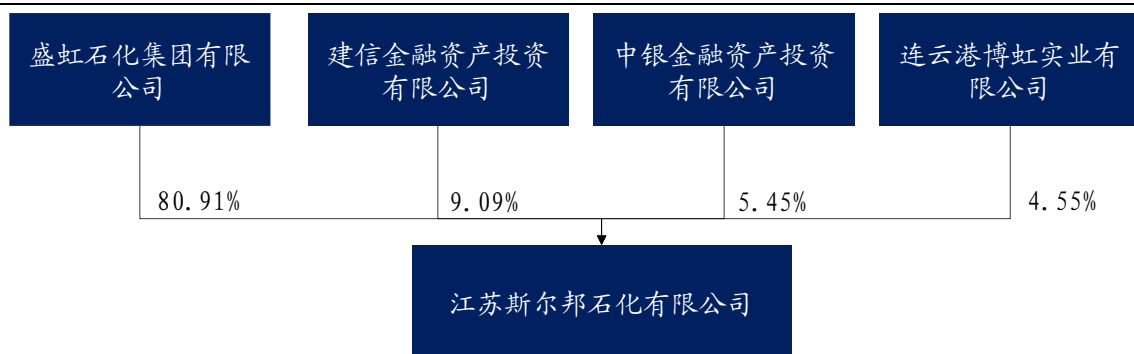 盛虹石化集团有限
公司
建信金融资产投资
有限公司
中银金融资产投资
有限公司
连云港博虹实业有
限公司
80.91%
9.09%
5.45%
4.55%
江苏斯尔邦石化有限公司